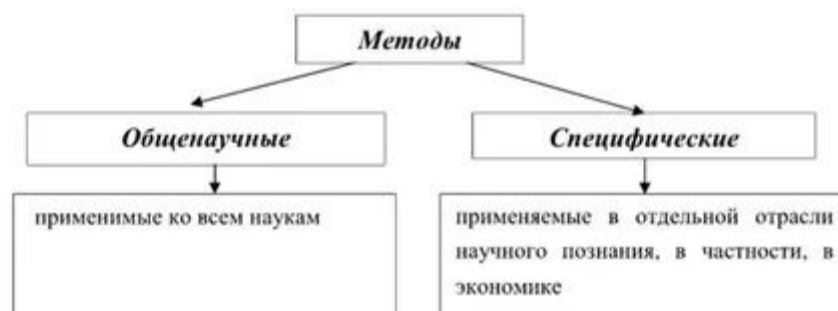 Методы
Общенаучные
Специфические
применимые ко всем наукам
применяемые в отдельной отрасли
научного познания, в частности, в
экономике